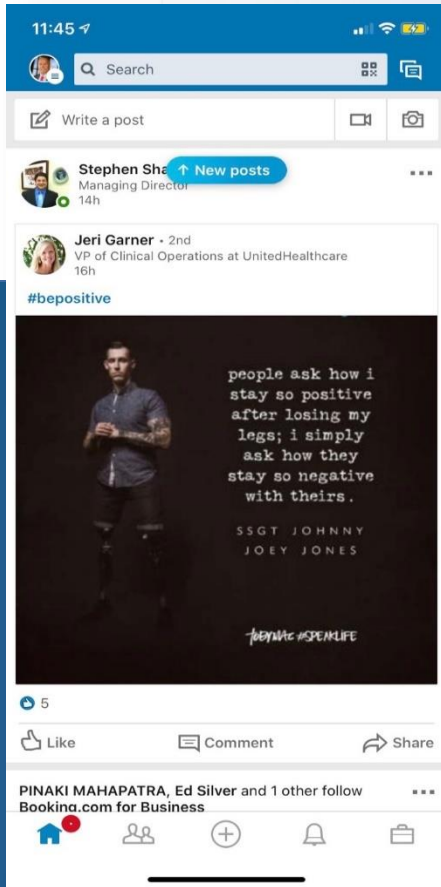 11:45
Search
Write a post
Stephen Sha
↑ New posts
Managing Director
14h
Jeri Garner • 2nd
VP of Clinical Operations at UnitedHealthcare
16h
#bepositive
people ask how i
stay so positive
after losing my
legs; i simply
ask how they
stay so negative
with theirs.
SSGT JOHNNY
JOEY JONES
TOBYMAC #SPEAKLIFE
5
Like
Comment
Share
PINAKI MAHAPATRA, Ed Silver and 1 other follow
Booking.com for Business